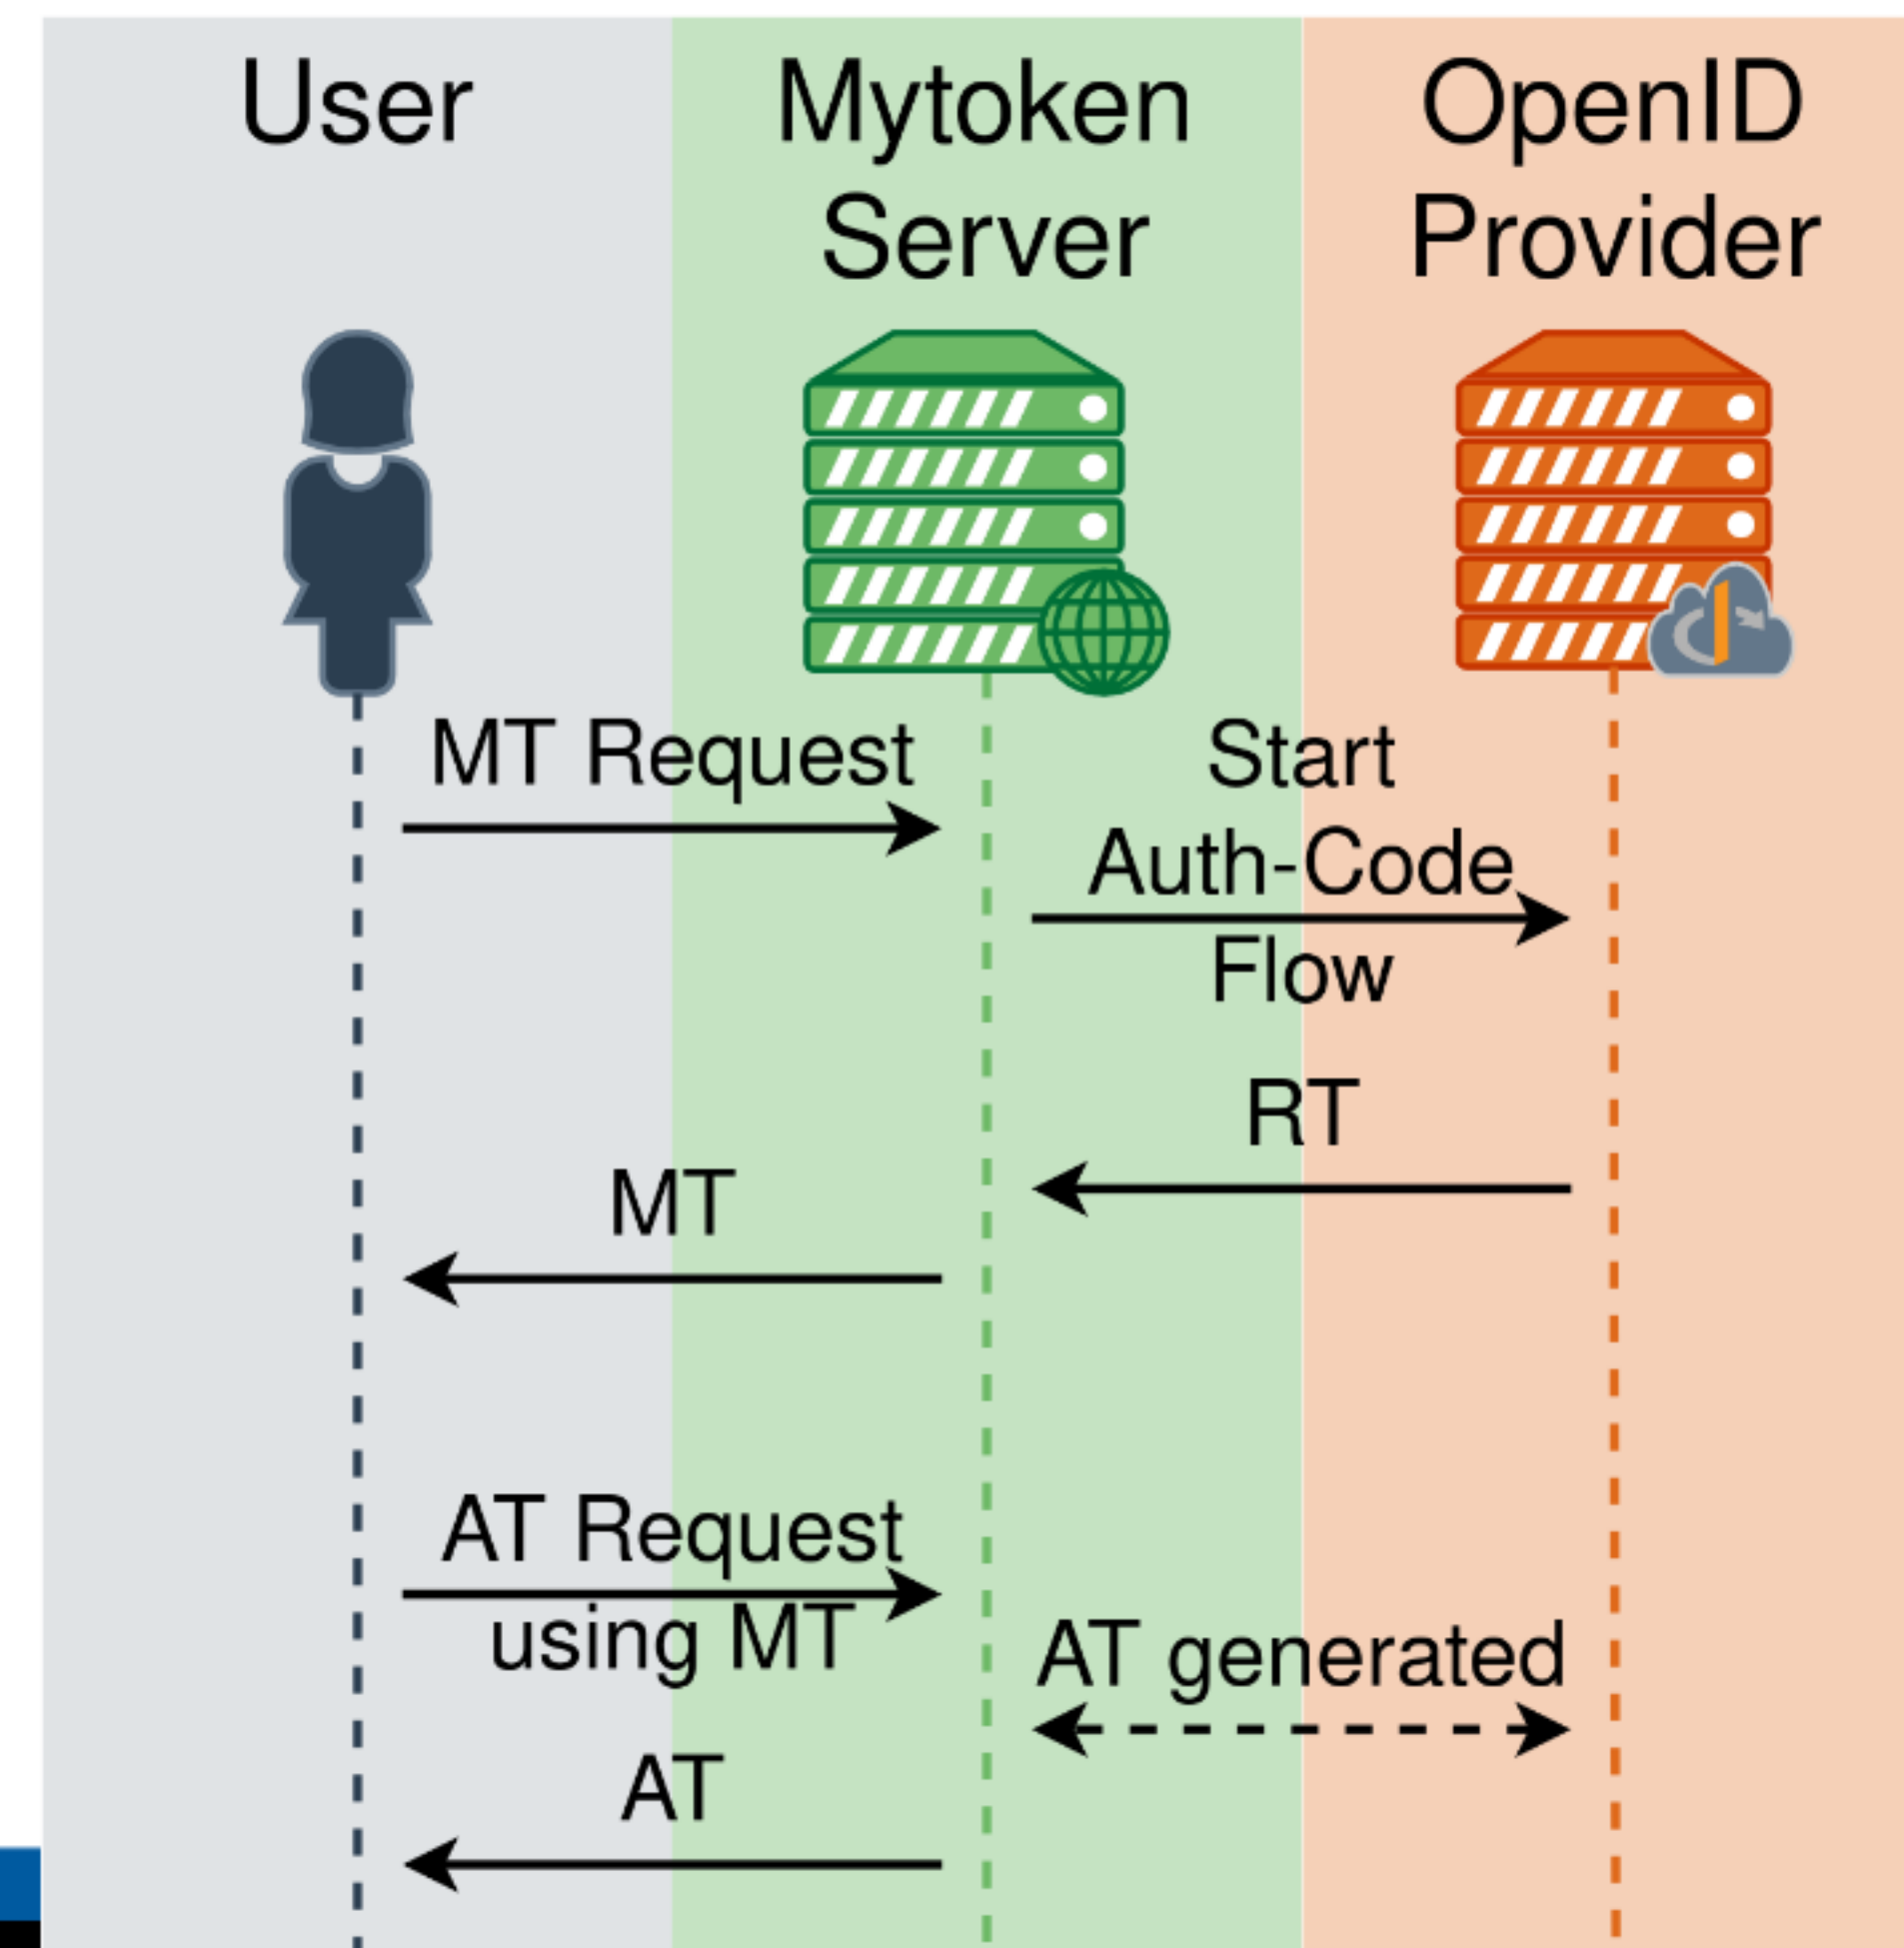 User
Mytoken
Server
OpenID
Provider
MT Request
Start
Auth-Code
Flow
RT
MT
AT Request
using MT
AT generated
AT